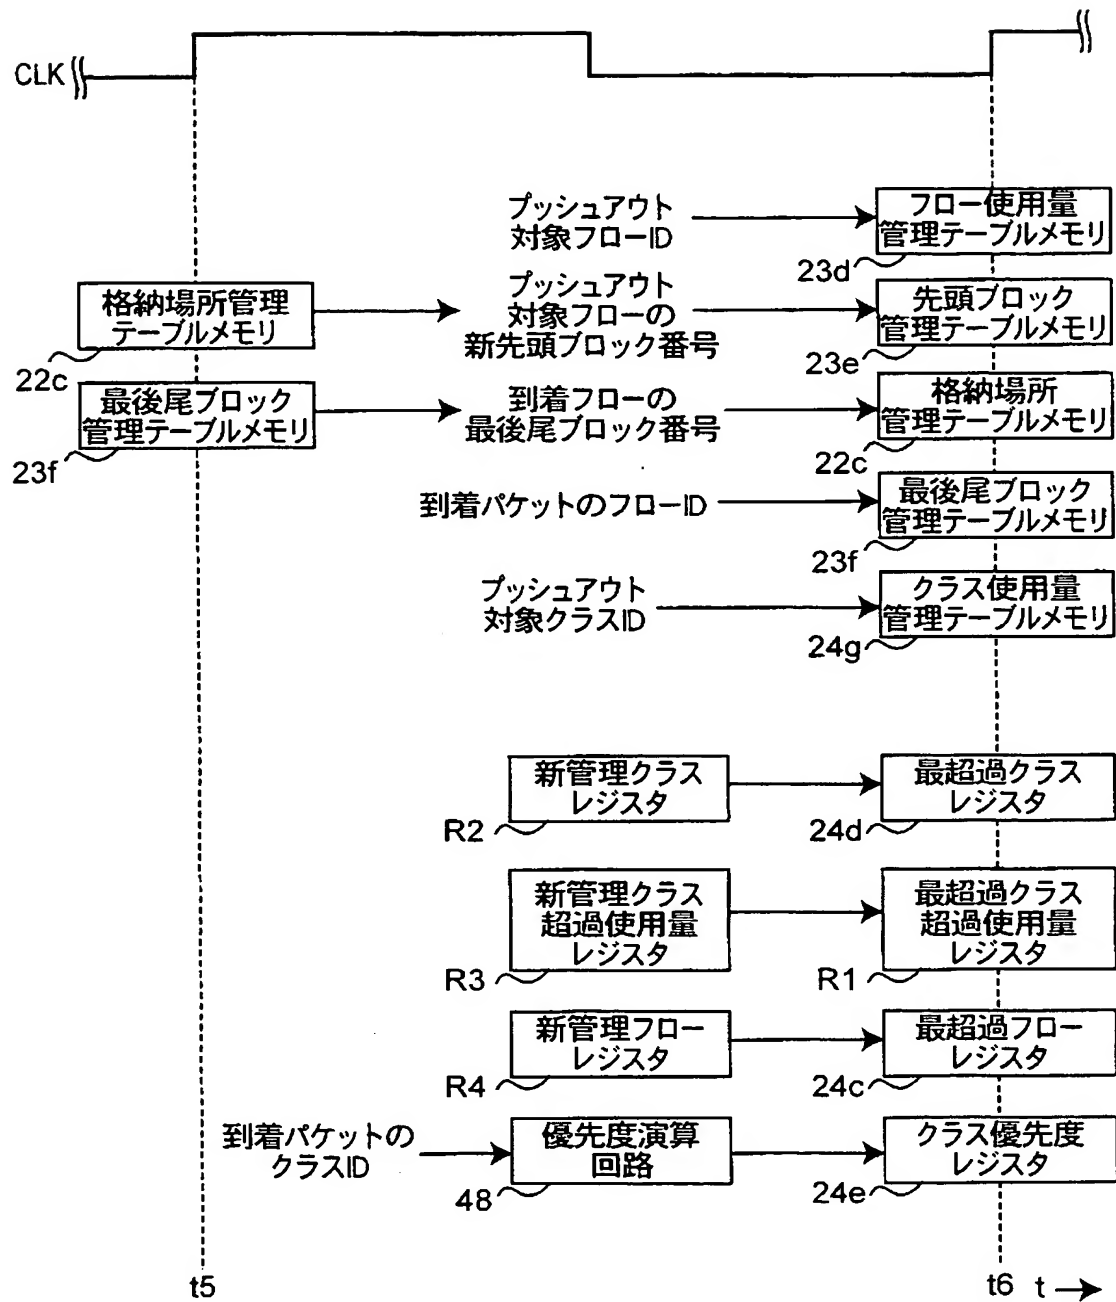 CLK
プッシュアウト
対象フローID
フロー使用量
管理テーブルメモリ
23d
格納場所管理
テーブルメモリ
22c
プッシュアウト
対象フローの
新先頭ブロック番号
先頭ブロック
管理テーブルメモリ
23e
最後尾ブロック
管理テーブルメモリ
23f
到着フローの
最後尾ブロック番号
格納場所
管理テーブルメモリ
22c
到着パケットのフローID
最後尾ブロック
管理テーブルメモリ
23f
プッシュアウト
対象クラスID
クラス使用量
管理テーブルメモリ
24g
新管理クラス
レジスタ
R2
最超過クラス
レジスタ
24d
新管理クラス
超過使用量
レジスタ
R3
最超過クラス
超過使用量
レジスタ
R1
新管理フロー
レジスタ
R4
最超過フロー
レジスタ
24c
到着パケットの
クラスID
優先度演算
回路
48
クラス優先度
レジスタ
24e
t5
t6
t